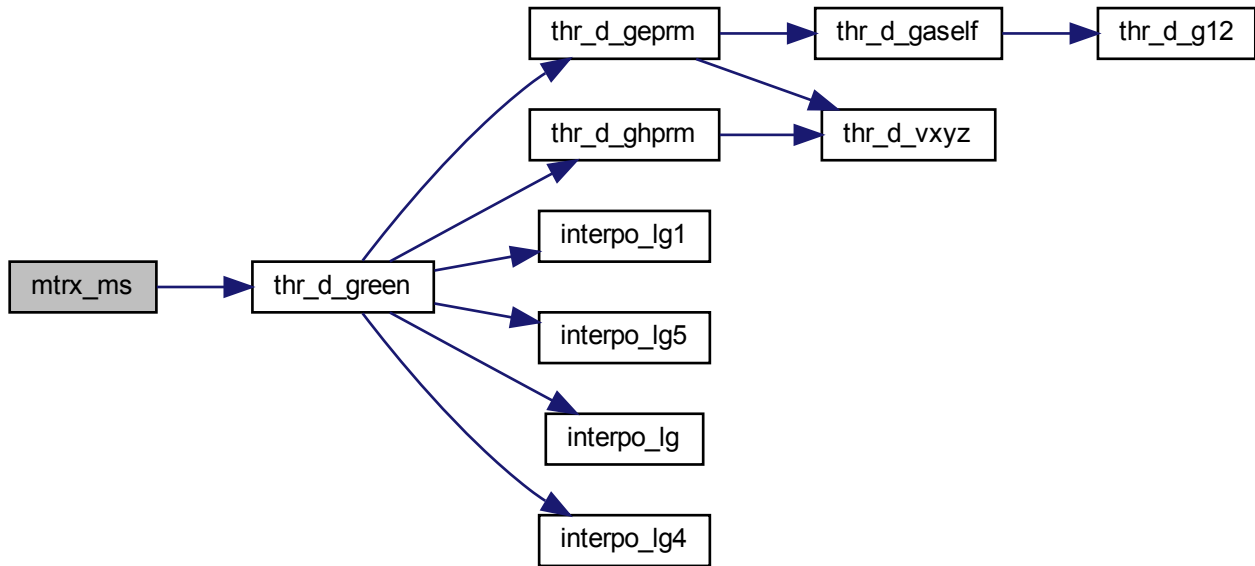 thr_d_geprm
thr_d_gaself
thr_d_g12
thr_d_ghprm
thr_d_vxyz
interpo_lg1
mtrx_ms
thr_d_green
interpo_lg5
interpo_lg
interpo_lg4